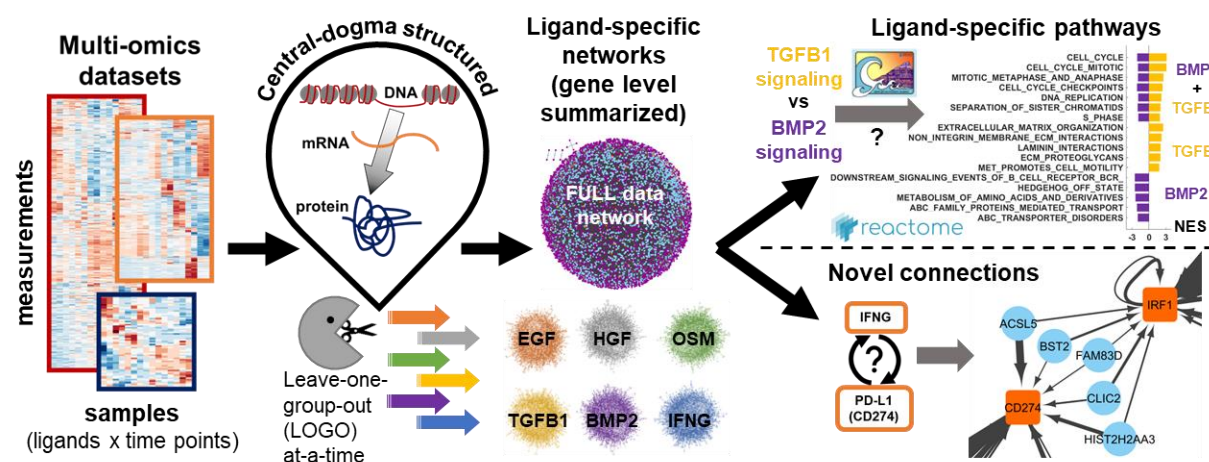 Multi-omics
datasets
measurements
samples
(ligands x time points)
Central-dogma structured
DNA
mRNA
protein
Leave-one-
group-out
(LOGO)
at-a-time
Ligand-specific
networks
(gene level
summarized)
FULL data
network
EGF
HGF
OSM
TGFB1
BMP2
IFNG
Ligand-specific pathways
TGFB1
signaling
vs
BMP2
signaling
?
CELL_CYCLE
CELL_CYCLE_MITOTIC
MITOTIC_METAPHASE_AND_ANAPHASE
CELL_CYCLE_CHECKPOINTS
DNA_REPLICATION
SEPARATION_OF_SISTER_CHROMATIDS
S_PHASE
EXTRACELLULAR_MATRIX_ORGANIZATION
NON_INTEGRIN_MEMBRANE_ECM_INTERACTIONS
LAMININ_INTERACTIONS
ECM_PROTEOGLYCANS
MET_PROMOTES_CELL_MOTILITY
DOWNSTREAM_SIGNALING_EVENTS_OF_B_CELL_RECEPTOR_BCR_
HEDGEHOG_OFF_STATE
METABOLISM_OF_AMINO_ACIDS_AND_DERIVATIVES
ABC_FAMILY_PROTEINS_MEDIATED_TRANSPORT
ABC_TRANSPORTER_DISORDERS
BMP
+
TGFB
TGFB
BMP2
-3 0 3
NES
reactome
Novel connections
IFNG
?
PD-L1
(CD274)
IRF1
ACSL5
BST2
FAM83D
CLIC2
CD274
HIST2H2AA3